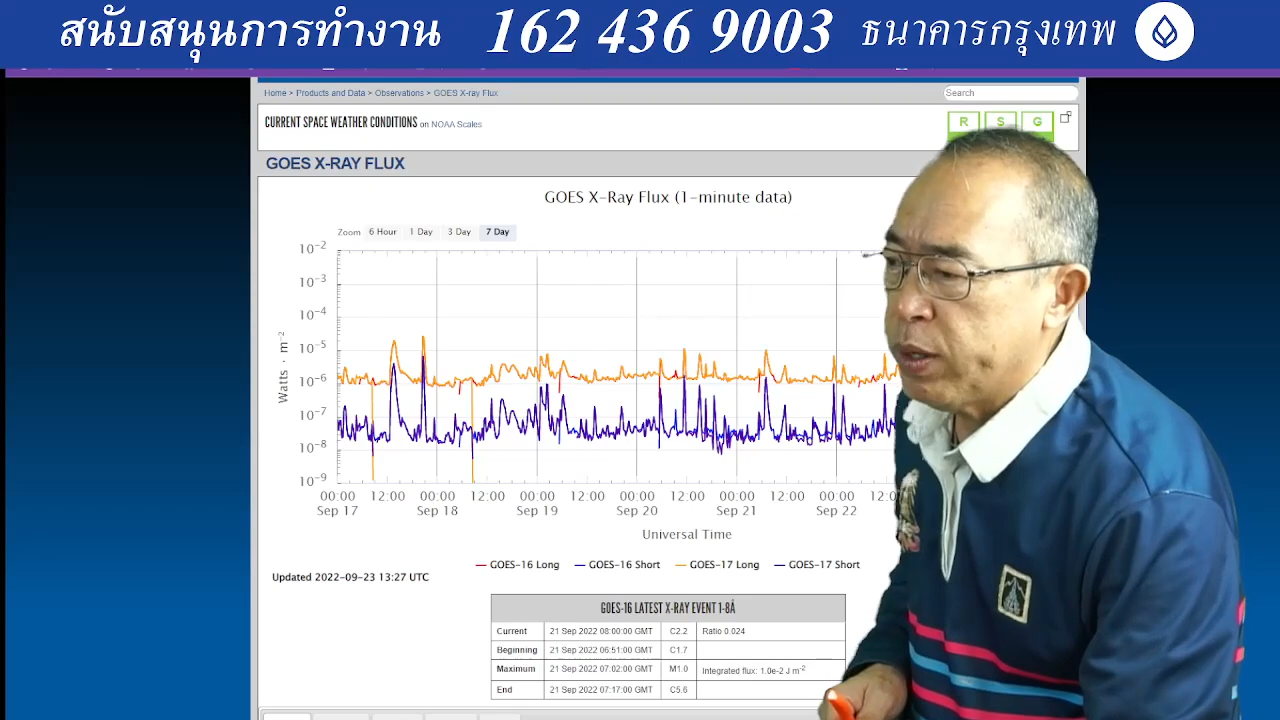 สนับสนุนการทำงาน 162 436 9003 ธนาคารกรุงเทพ
Home > Products and Data > Observations > GOES X-ray Flux
Search
CURRENT SPACE WEATHER CONDITIONS on NOAA Scales
R S G
GOES X-RAY FLUX
GOES X-Ray Flux (1-minute data)
Zoom 6 Hour 1 Day 3 Day 7 Day
10⁻²
10⁻³
10⁻⁴
10⁻⁵
10⁻⁶
10⁻⁷
10⁻⁸
10⁻⁹
Watts · m⁻²
00:00 12:00 00:00 12:00 00:00 12:00 00:00 12:00 00:00 12:00 00:00
Sep 17 Sep 18 Sep 19 Sep 20 Sep 21 Sep 22
Universal Time
GOES-16 Long GOES-16 Short GOES-17 Long GOES-17 Short
Updated 2022-09-23 13:27 UTC
GOES-16 LATEST X-RAY EVENT 1-8Å
Current 21 Sep 2022 08:00:00 GMT C2.2 Ratio 0.024
Beginning 21 Sep 2022 06:51:00 GMT C1.7
Maximum 21 Sep 2022 07:02:00 GMT M1.0 Integrated flux: 1.0e-2 J m⁻²
End 21 Sep 2022 07:17:00 GMT C5.6